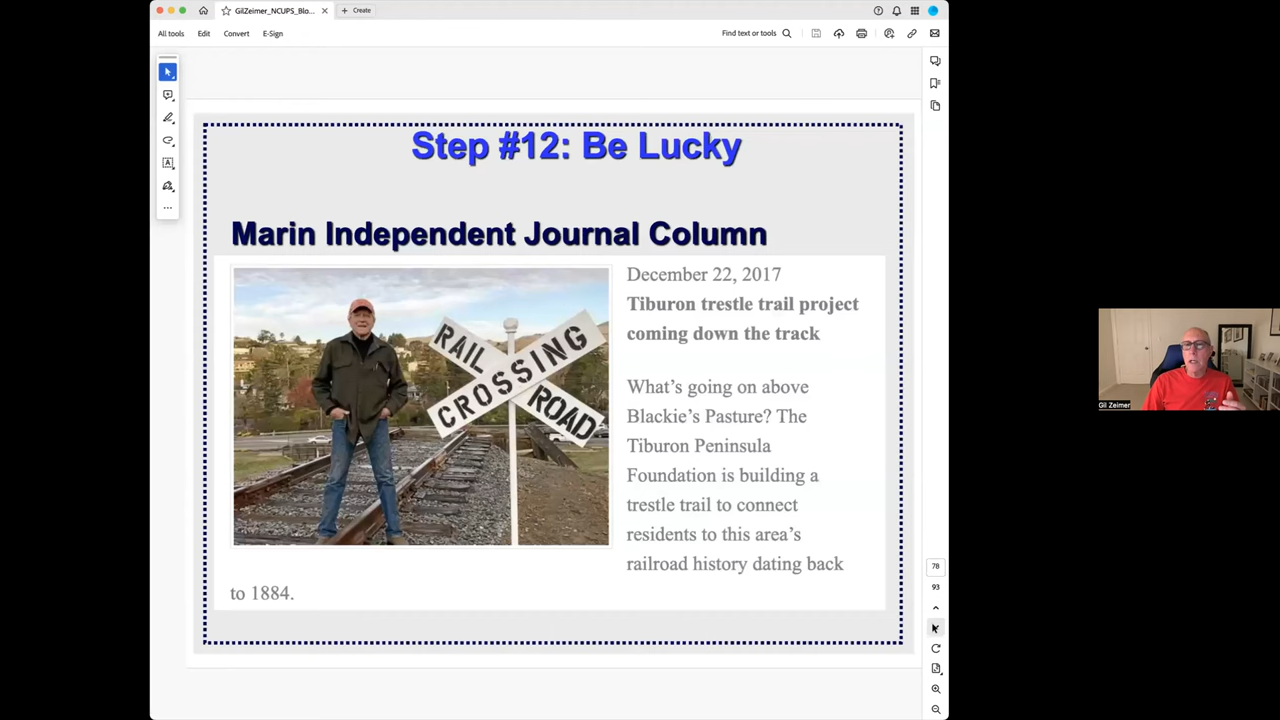 GilZeimer_NCUPS_Blo...
Create
All tools
Edit
Convert
E-Sign
Find text or tools
Step #12: Be Lucky
Marin Independent Journal Column
RAIL
CROSSING
ROAD
December 22, 2017
Tiburon trestle trail project
coming down the track
What's going on above
Blackie's Pasture? The
Tiburon Peninsula
Foundation is building a
trestle trail to connect
residents to this area's
railroad history dating back
to 1884.
78
93
Gil Zeimer